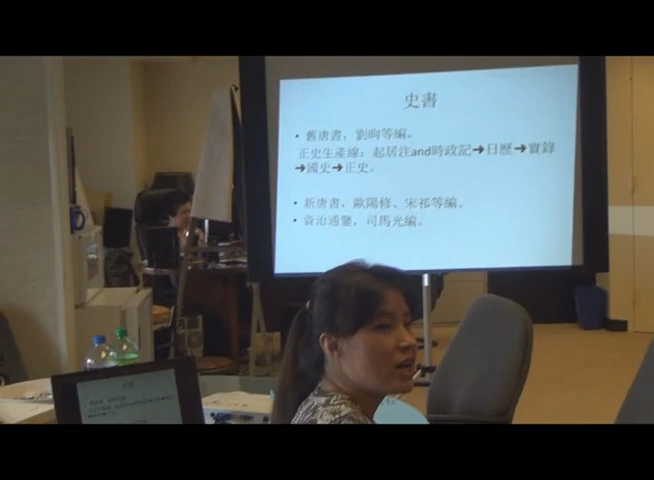 史書
• 舊唐書，劉昫等編。
正史生產線：起居注and時政記➔日歷➔實錄
➔國史➔正史。
• 新唐書，歐陽修、宋祁等編。
• 資治通鑒，司馬光編。